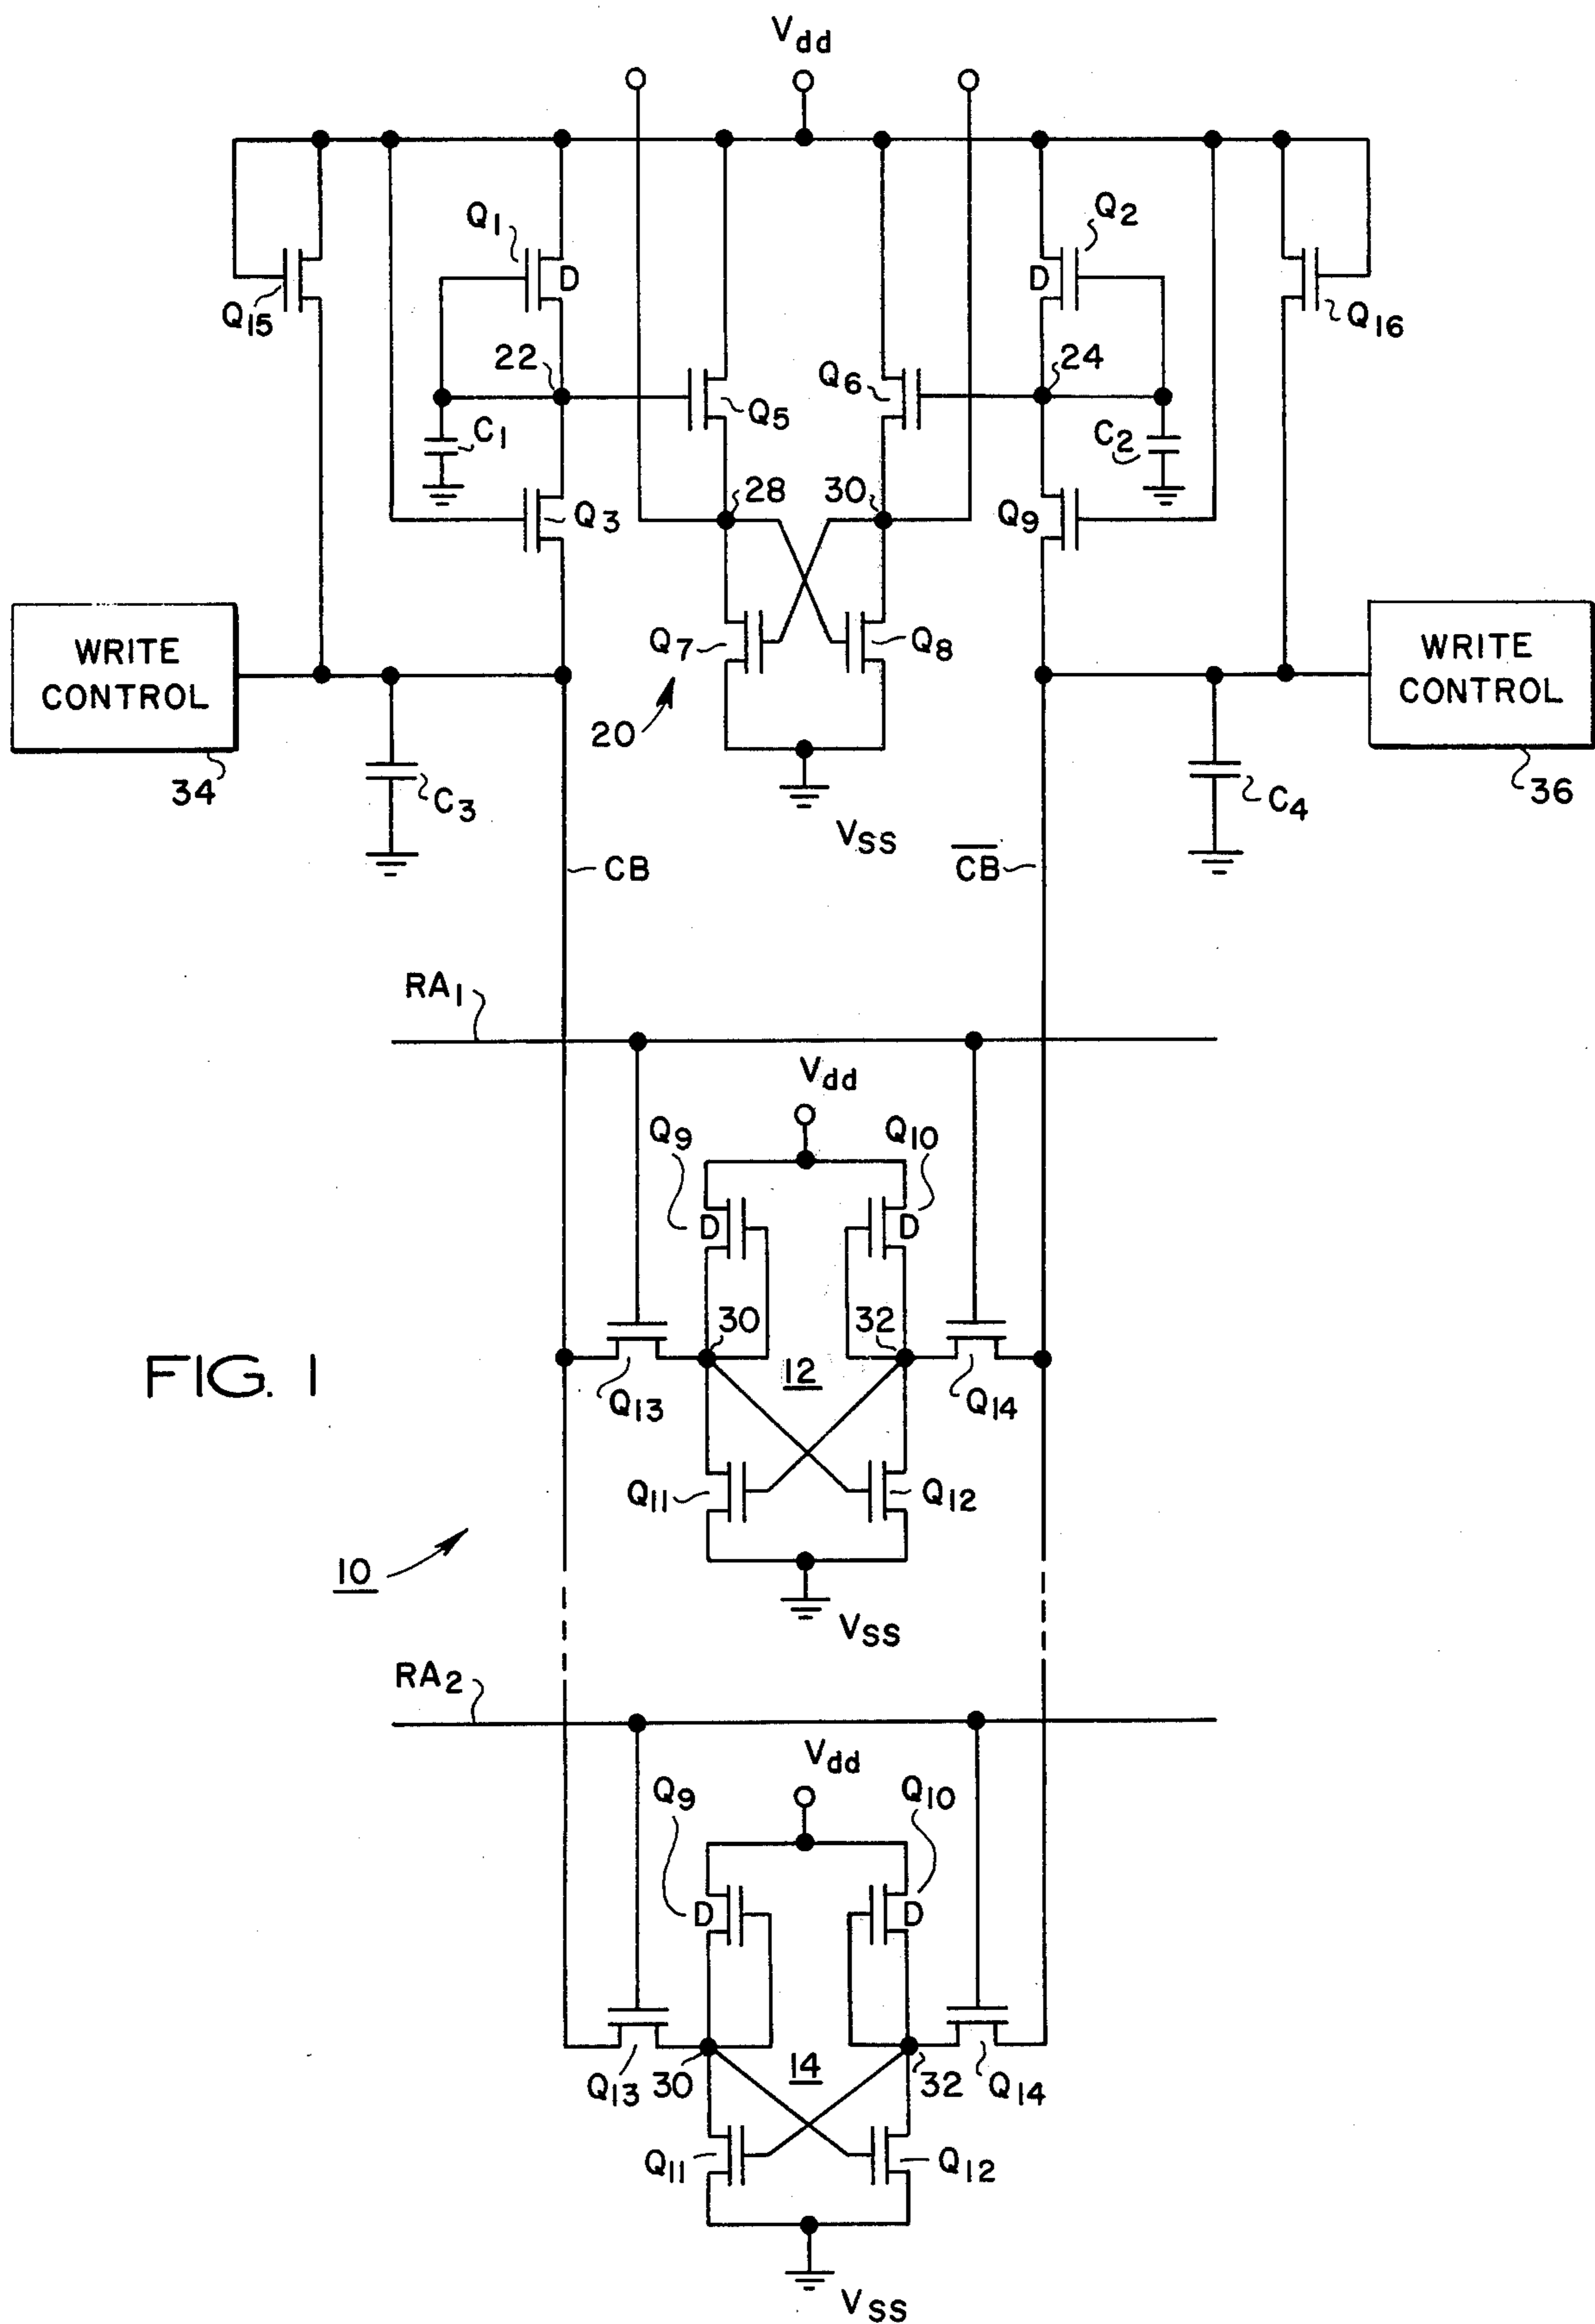 Vdd
Q1
Q2
D
D
Q15
Q16
22
24
Q5
Q6
C1
C2
28
30
Q3
Q9
WRITE
CONTROL
WRITE
CONTROL
Q7
Q8
20
34
36
C3
C4
VSS
CB
C̅B̅
RA1
Vdd
Q9
Q10
D
D
30
32
12
FIG. 1
Q13
Q14
Q11
Q12
10
VSS
RA2
Vdd
Q9
Q10
D
D
Q13
30
14
32
Q14
Q11
Q12
VSS